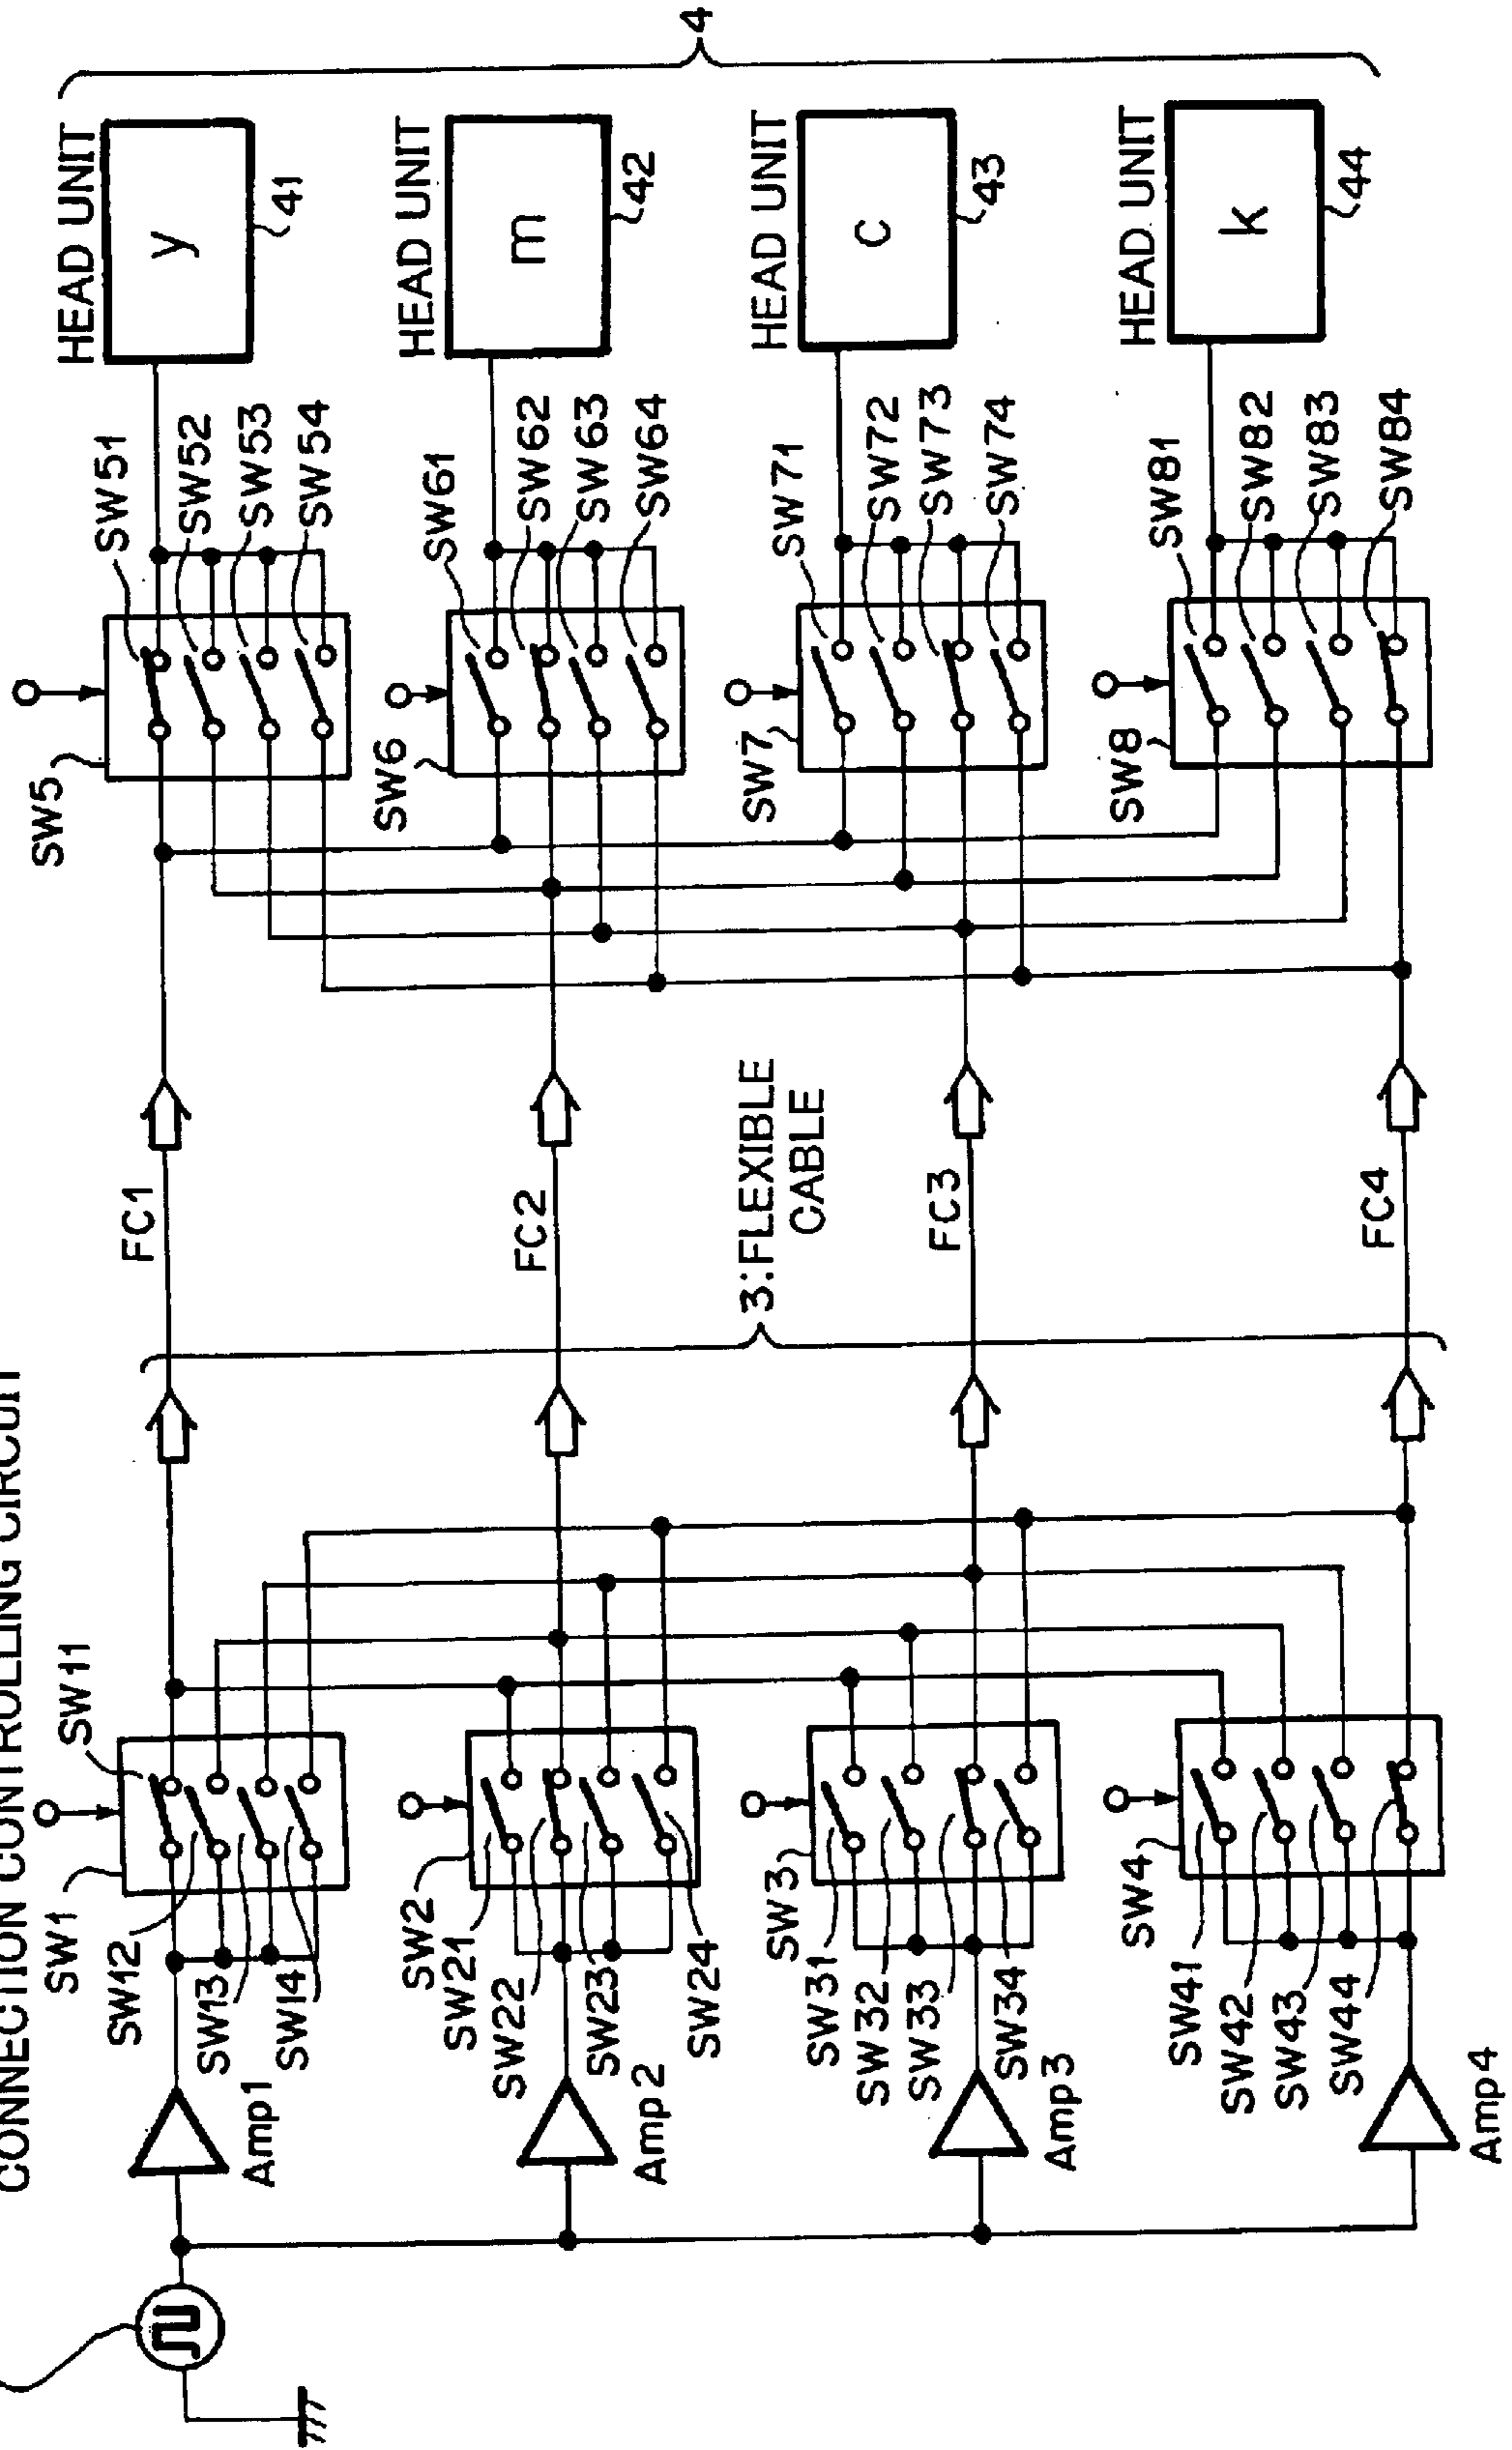 CONNECTION CONTROLLING CIRCUIT
SW1
SW11
SW12
SW13
SW14
Amp1
SW2
SW21
SW22
SW23
SW24
Amp2
SW3
SW31
SW32
SW33
SW34
Amp3
SW4
SW41
SW42
SW43
SW44
Amp4
FC1
FC2
FC3
FC4
3:FLEXIBLE
CABLE
SW5
SW51
SW52
SW53
SW54
SW6
SW61
SW62
SW63
SW64
SW7
SW71
SW72
SW73
SW74
SW8
SW81
SW82
SW83
SW84
HEAD UNIT
y
41
HEAD UNIT
m
42
HEAD UNIT
c
43
HEAD UNIT
k
44
4